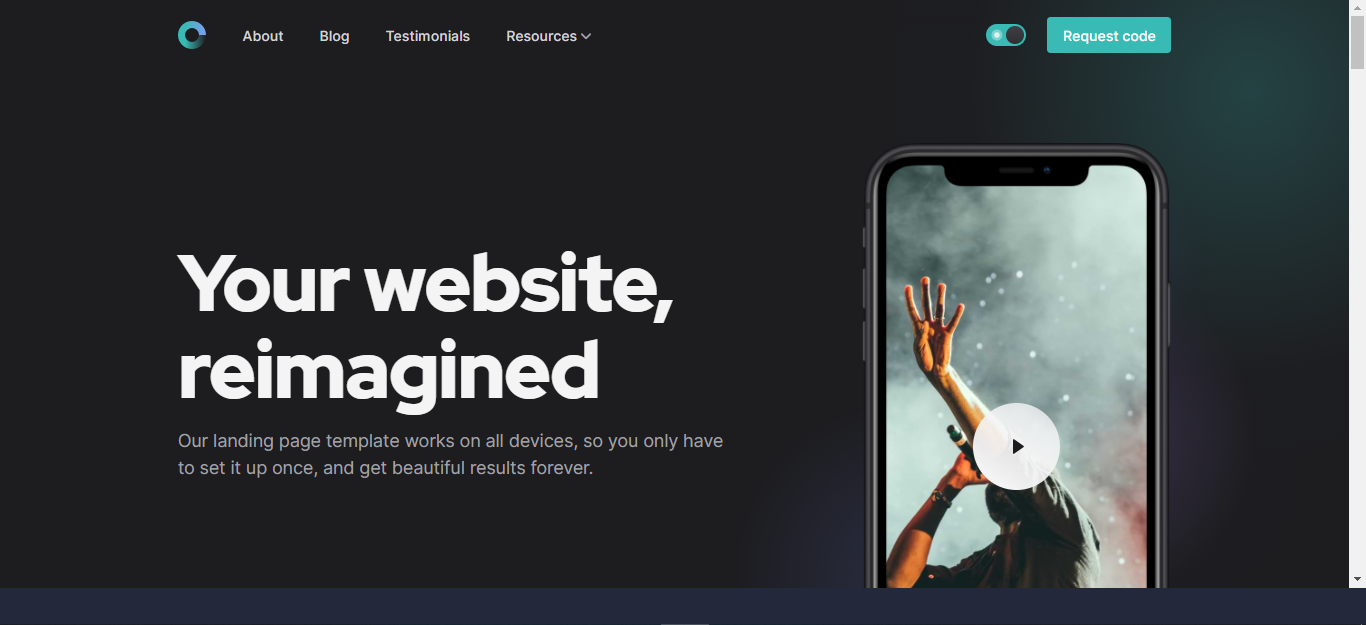 About Blog Testimonials Resources Request code
Your website,
reimagined
Our landing page template works on all devices, so you only have
to set it up once, and get beautiful results forever.